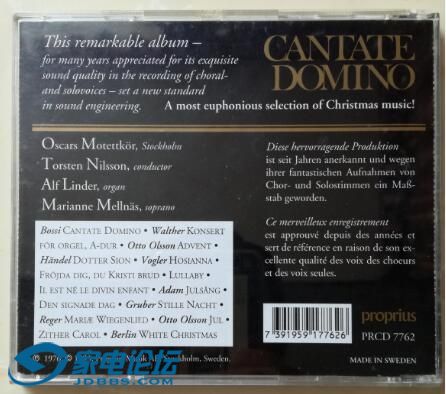 This remarkable album –
for many years appreciated for its exquisite
sound quality in the recording of choral-
and solovoices – set a new standard
in sound engineering.
CANTATE
DOMINO
A most euphonious selection of Christmas music!
Oscars Motettkör, Stockholm
Torsten Nilsson, conductor
Alf Linder, organ
Marianne Mellnäs, soprano
Diese hervorragende Produktion
ist seit Jahren anerkannt und wegen
ihrer fantastischen Aufnahmen von
Chor- und Solostimmen ein Maß-
stab geworden.
Ce merveilleux enregistrement
est approuvé depuis des années et
sert de référence en raison de son ex-
cellente qualité des voix des choeurs
et des voix seules.
Bossi CANTATE DOMINO • Walther KONSERT
FÖR ORGEL, A-DUR • Otto Olsson ADVENT •
Händel DOTTER SION • Vogler HOSIANNA •
FRÖJDA DIG, DU KRISTI BRUD • LULLABY •
IL EST NÉ LE DIVIN ENFANT • Adam JULSÅNG •
DEN SIGNADE DAG • Gruber STILLE NACHT •
Reger MARIÆ WIEGENLIED • Otto Olsson JUL •
ZITHER CAROL • Berlin WHITE CHRISTMAS
7 391959 177626
proprius
PRCD 7762
℗ 1976 © Musik AB, Stockholm, Sweden.
MADE IN SWEDEN
家电论坛
JDBBS.COM